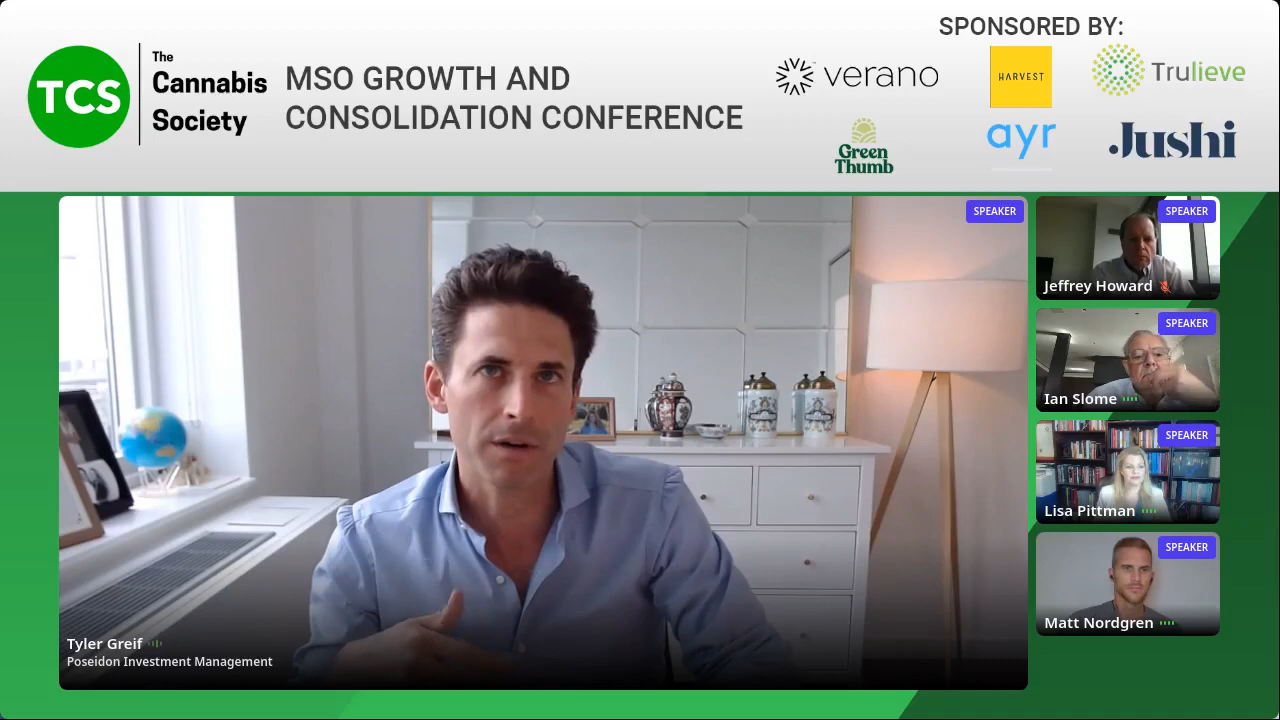 SPONSORED BY:
TCS
The
Cannabis
Society
MSO GROWTH AND
CONSOLIDATION CONFERENCE
verano
HARVEST
Trulieve
Green
Thumb
ayr
Jushi
SPEAKER
Tyler Greif
Poseidon Investment Management
SPEAKER
Jeffrey Howard
SPEAKER
Ian Slome
SPEAKER
Lisa Pittman
SPEAKER
Matt Nordgren